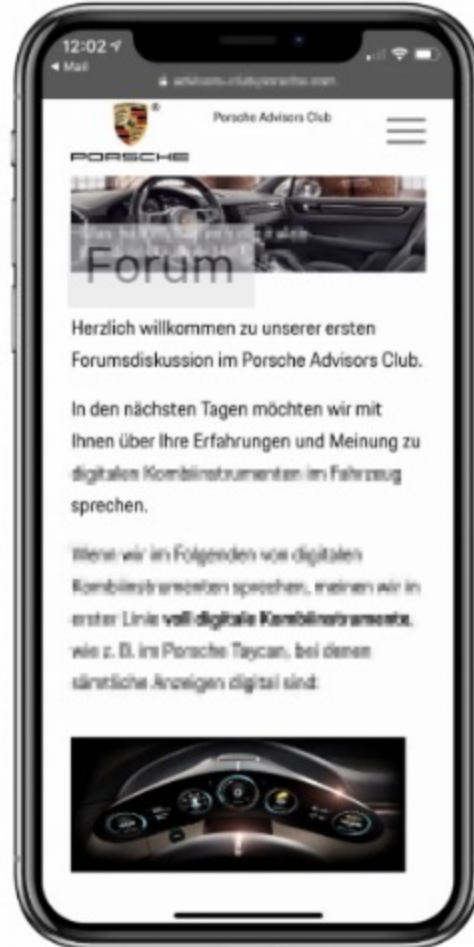 12:02
Mail
PORSCHE
Porsche Advisors Club
Forum
Herzlich willkommen zu unserer ersten
Forumsdiskussion im Porsche Advisors Club.
In den nächsten Tagen möchten wir mit
Ihnen über Ihre Erfahrungen und Meinung zu
digitalen Kombiinstrumenten im Fahrzeug
sprechen.
Wenn wir im Folgenden von digitalen
Kombiinstrumenten sprechen, meinen wir in
erster Linie voll digitale Kombiinstrumente,
wie z. B. im Porsche Taycan, bei denen
sämtliche Anzeigen digital sind: